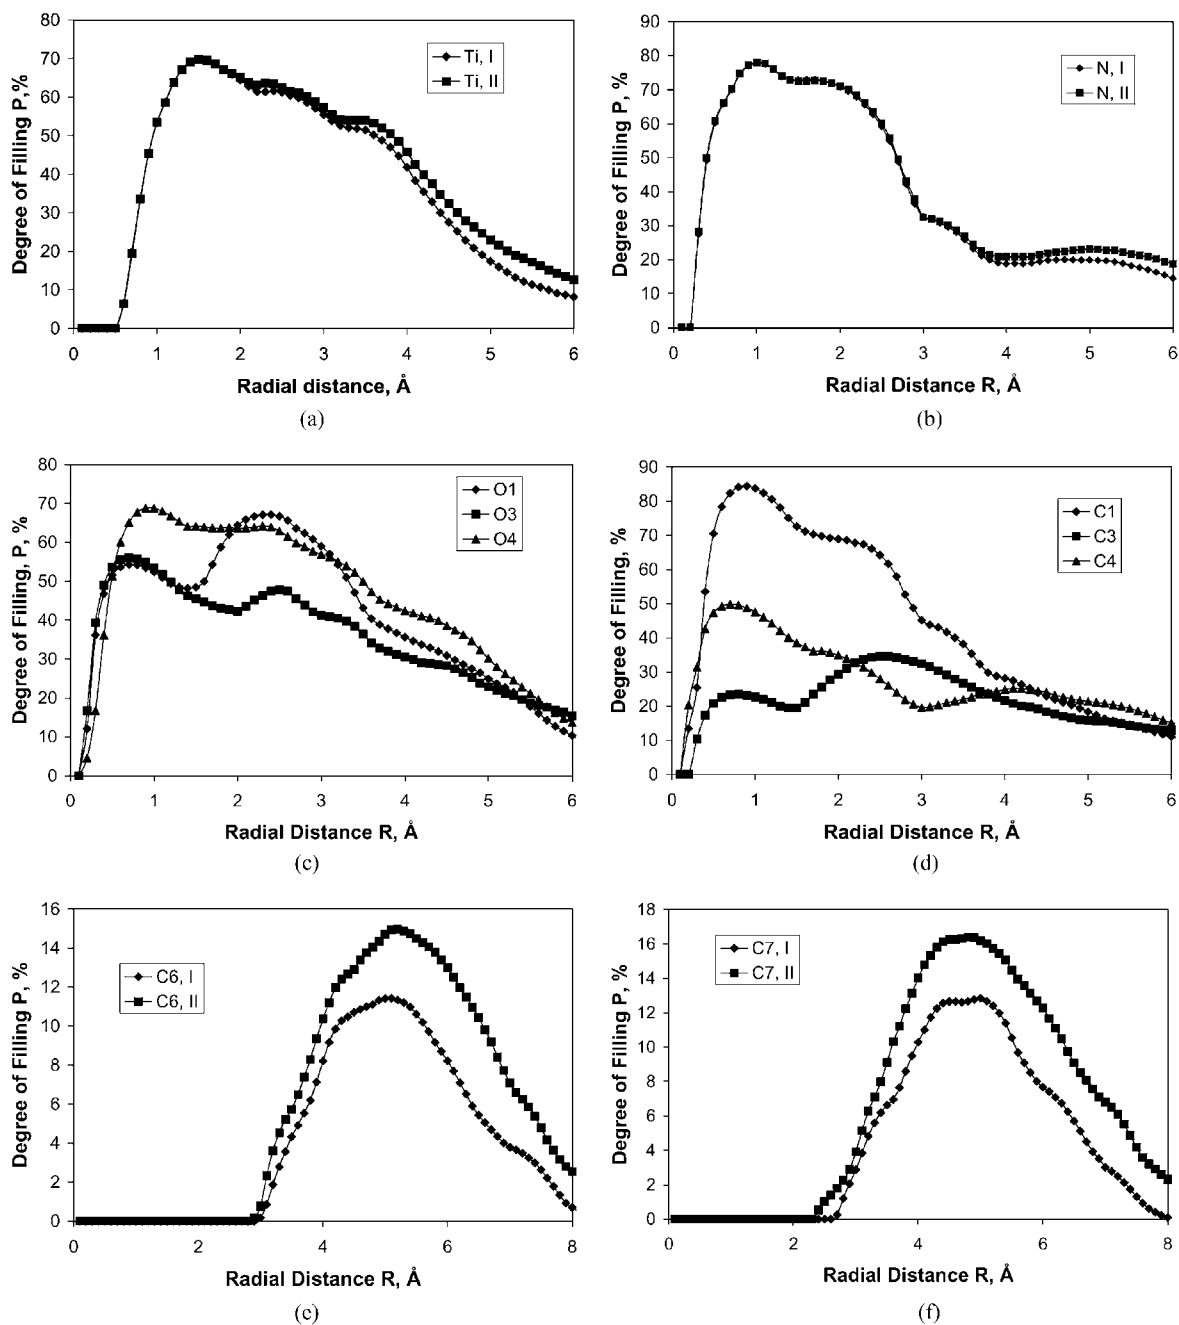 80
70
60
50
40
30
20
10
0
Degree of Filling P,%
Ti, I
Ti, II
0 1 2 3 4 5 6
Radial distance, Å
(a)
90
80
70
60
50
40
30
20
10
0
Degree of Filling P, %
N, I
N, II
0 1 2 3 4 5 6
Radial Distance R, Å
(b)
80
70
60
50
40
30
20
10
0
Degree of Filling, P, %
O1
O3
O4
0 1 2 3 4 5 6
Radial Distance R, Å
(c)
90
80
70
60
50
40
30
20
10
0
Degree of Filling, %
C1
C3
C4
0 1 2 3 4 5 6
Radial Distance R, Å
(d)
16
14
12
10
8
6
4
2
0
Degree of Filling P, %
C6, I
C6, II
0 2 4 6 8
Radial Distance R, Å
(e)
18
16
14
12
10
8
6
4
2
0
Degree of Filling P, %
C7, I
C7, II
0 2 4 6 8
Radial Distance R, Å
(f)